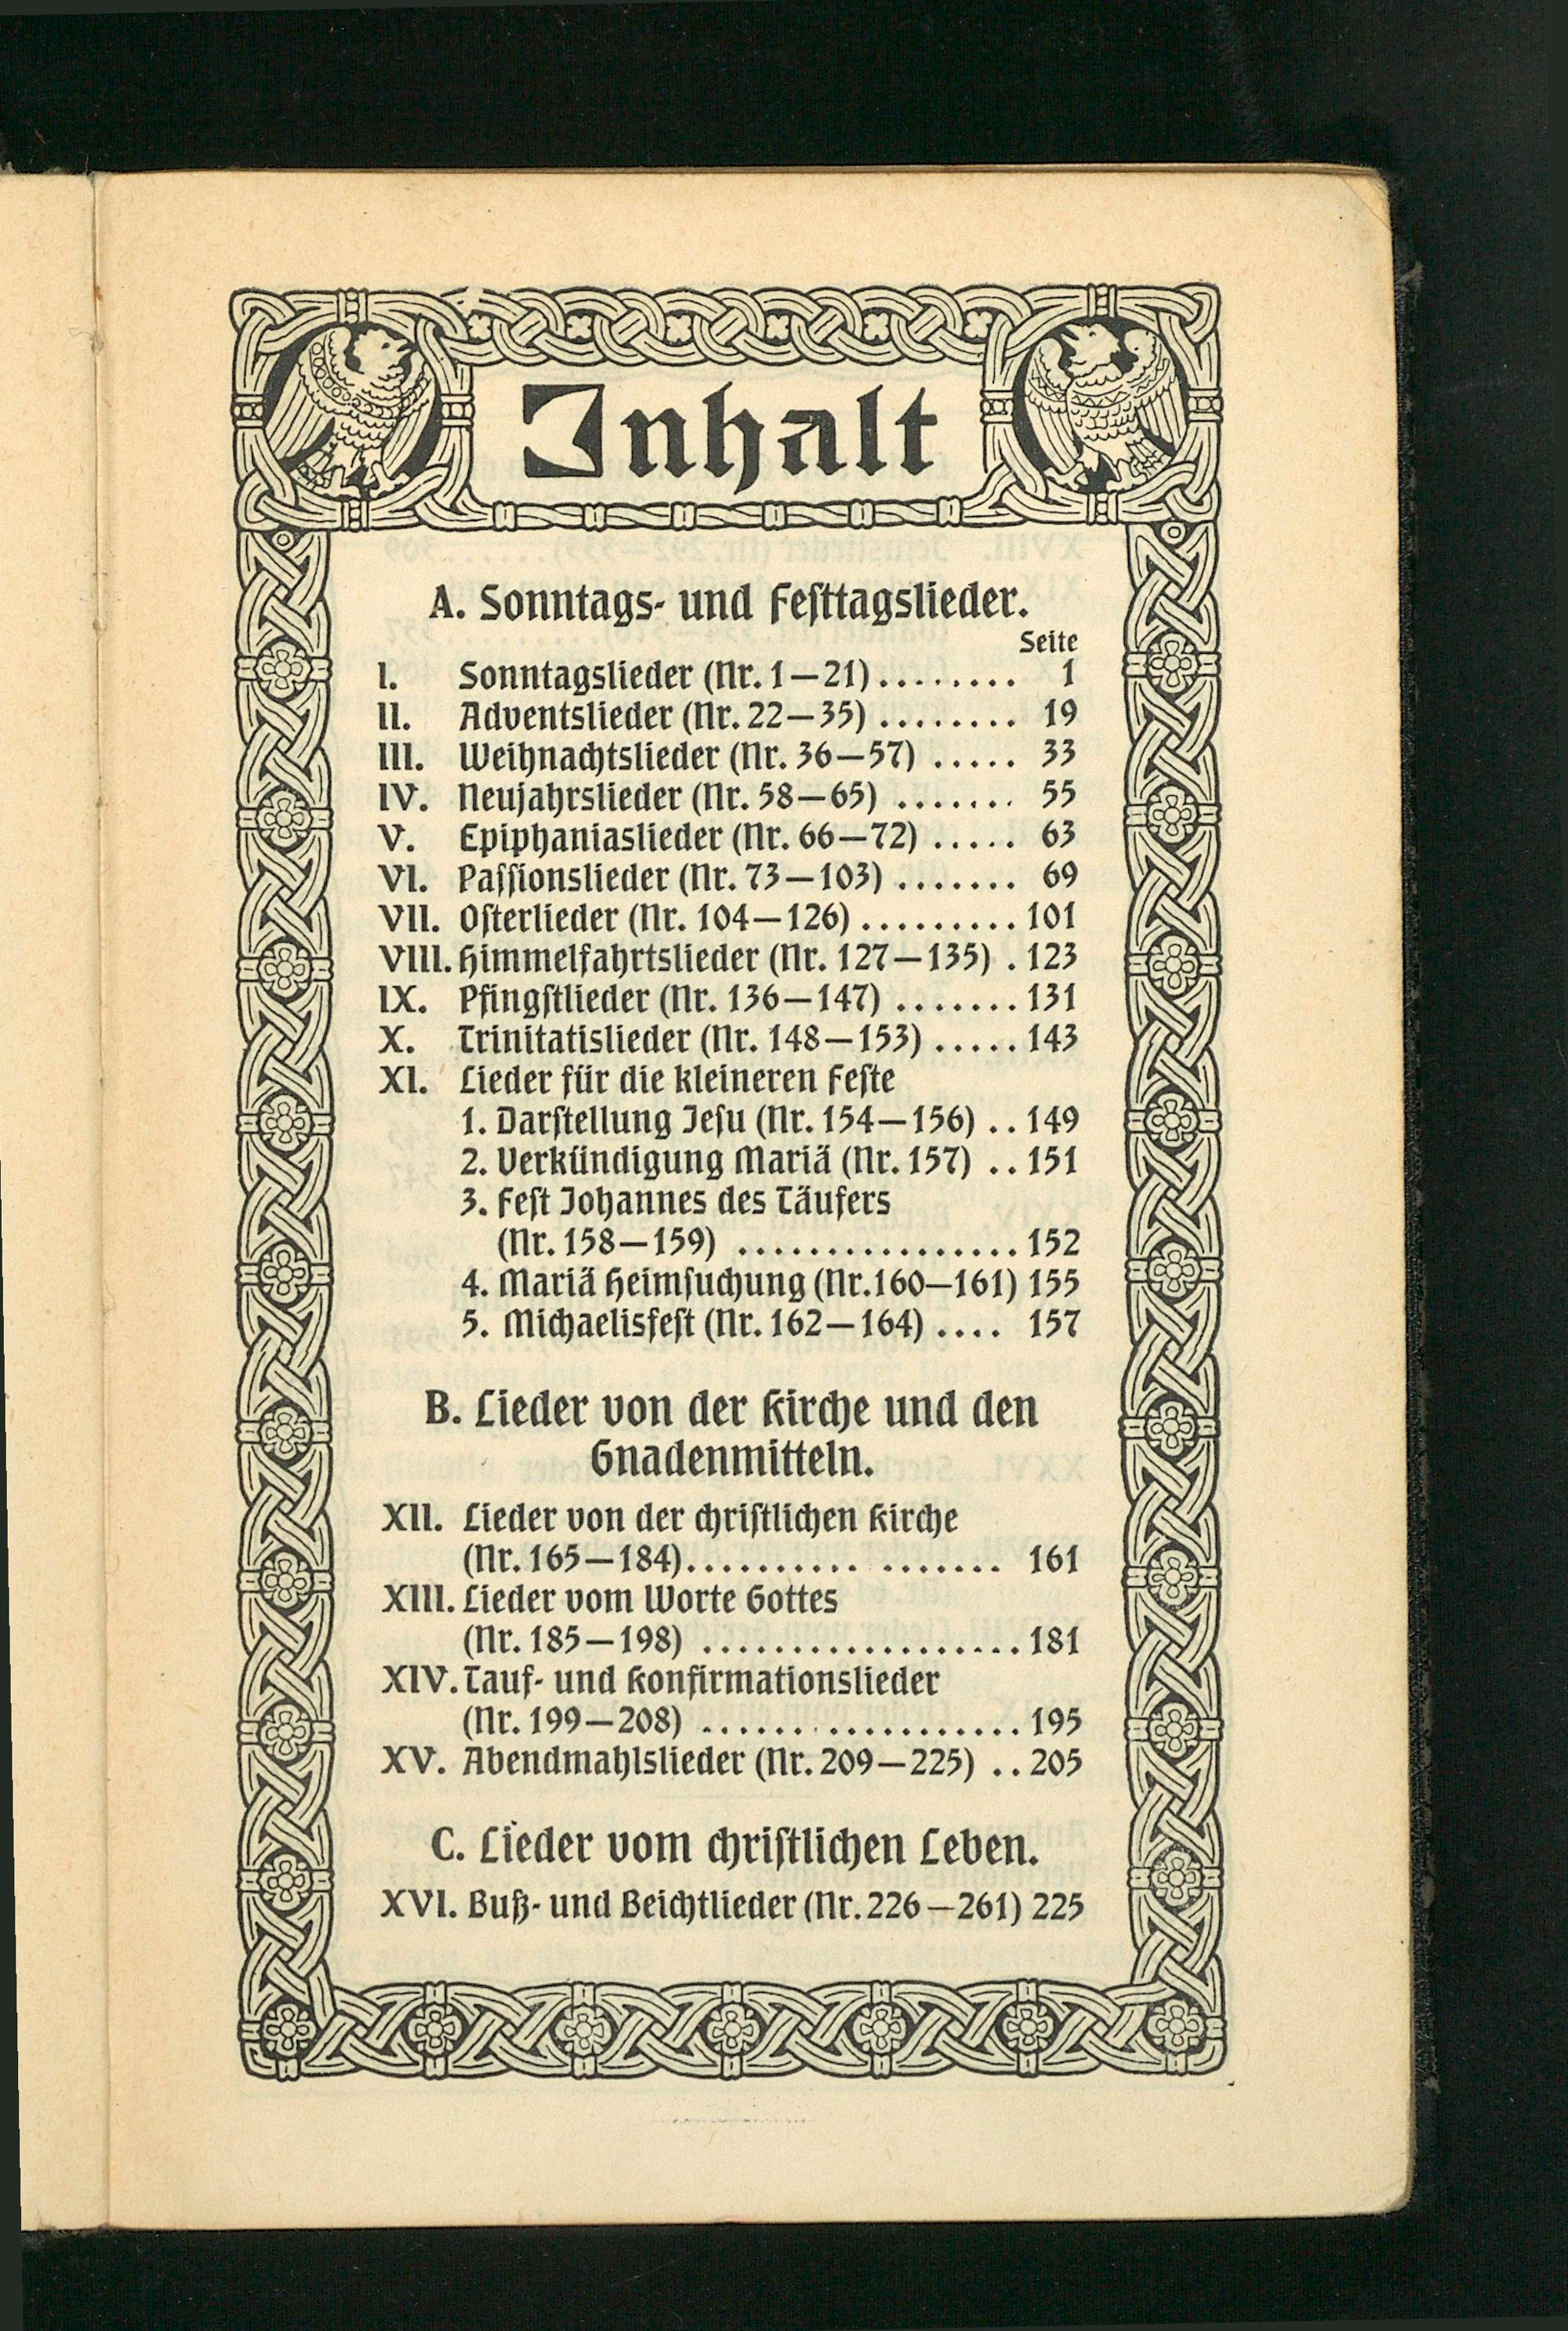 Inhalt
A. Sonntags- und Feſttagslieder.
Seite
I. Sonntagslieder (Nr. 1—21) ........ 1
II. Adventslieder (Nr. 22—35) ........ 19
III. Weihnachtslieder (Nr. 36—57) ..... 33
IV. Neujahrslieder (Nr. 58—65) ....... 55
V. Epiphaniaslieder (Nr. 66—72) ..... 63
VI. Paſſionslieder (Nr. 73—103) ....... 69
VII. Oſterlieder (Nr. 104—126) ......... 101
VIII. Himmelfahrtslieder (Nr. 127—135) . 123
IX. Pfingſtlieder (Nr. 136—147) ....... 131
X. Trinitatislieder (Nr. 148—153) ..... 143
XI. Lieder für die kleineren Feſte
1. Darſtellung Jeſu (Nr. 154—156) .. 149
2. Verkündigung Mariä (Nr. 157) .. 151
3. Feſt Johannes des Täufers
(Nr. 158—159) ................ 152
4. Mariä Heimſuchung (Nr. 160—161) 155
5. Michaelisfeſt (Nr. 162—164) .... 157
B. Lieder von der Kirche und den
Gnadenmitteln.
XII. Lieder von der chriſtlichen Kirche
(Nr. 165—184).......... ....... 161
XIII. Lieder vom Worte Gottes
(Nr. 185—198) .................. 181
XIV. Tauf- und Konfirmationslieder
(Nr. 199—208) .................. 195
XV. Abendmahlslieder (Nr. 209—225) .. 205
C. Lieder vom chriſtlichen Leben.
XVI. Buß- und Beichtlieder (Nr. 226—261) 225